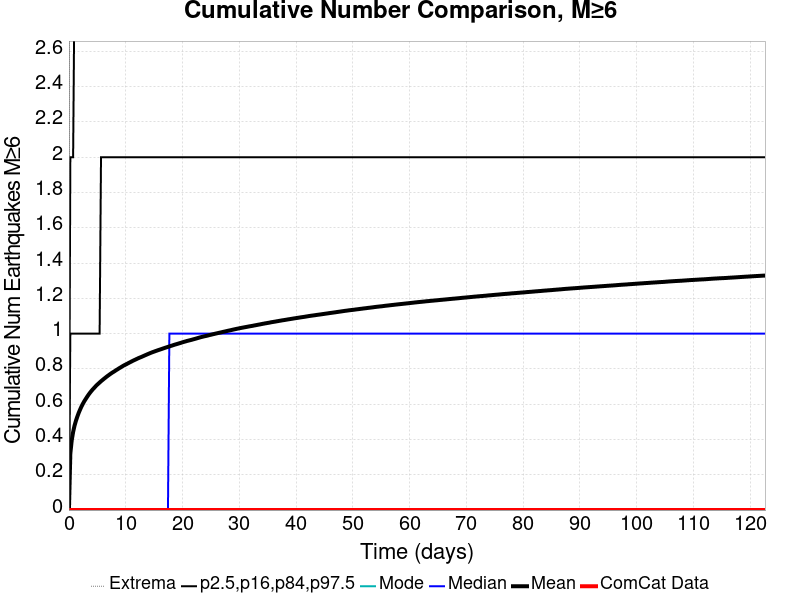 Cumulative Number Comparison, M≥6
Cumulative Num Earthquakes M≥6
2.6
2.4
2.2
2
1.8
1.6
1.4
1.2
1
0.8
0.6
0.4
0.2
0
0 10 20 30 40 50 60 70 80 90 100 110 120
Time (days)
Extrema p2.5,p16,p84,p97.5 Mode Median Mean ComCat Data